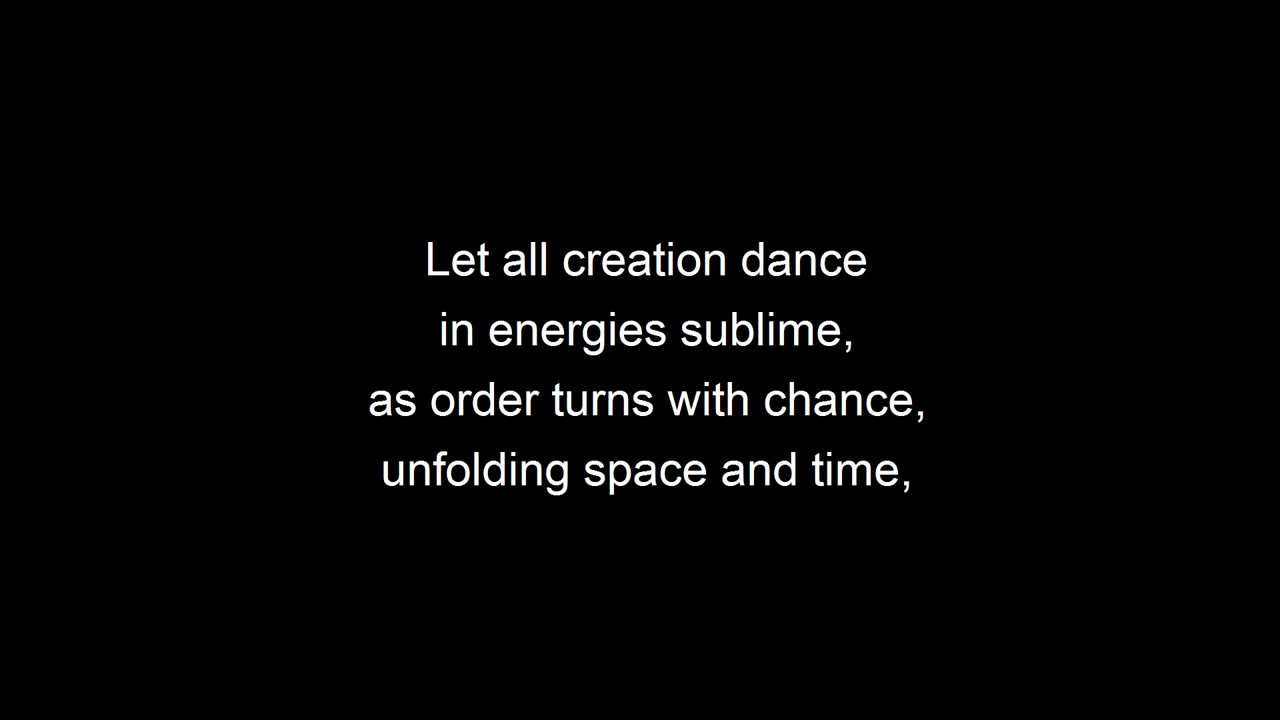 Let all creation dance
in energies sublime,
as order turns with chance,
unfolding space and time,